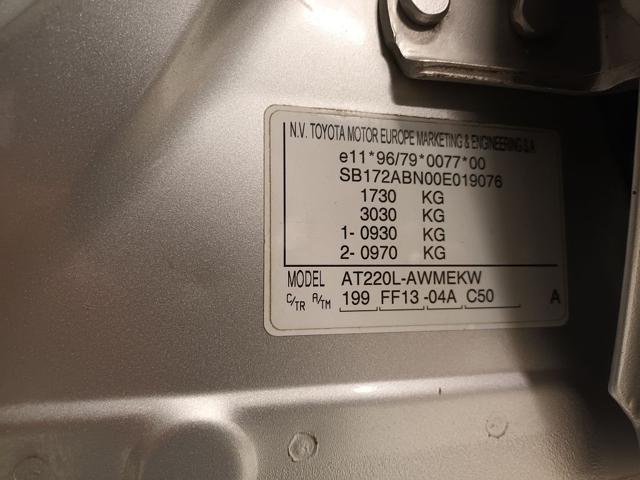 N.V. TOYOTA MOTOR EUROPE MARKETING & ENGINEERING S.A
e11*96/79*0077*00
SB172ABN00E019076
1730 KG
3030 KG
1- 0930 KG
2- 0970 KG
MODEL AT220L-AWMEKW
C/TR A/TM 199 FF13 -04A C50 A